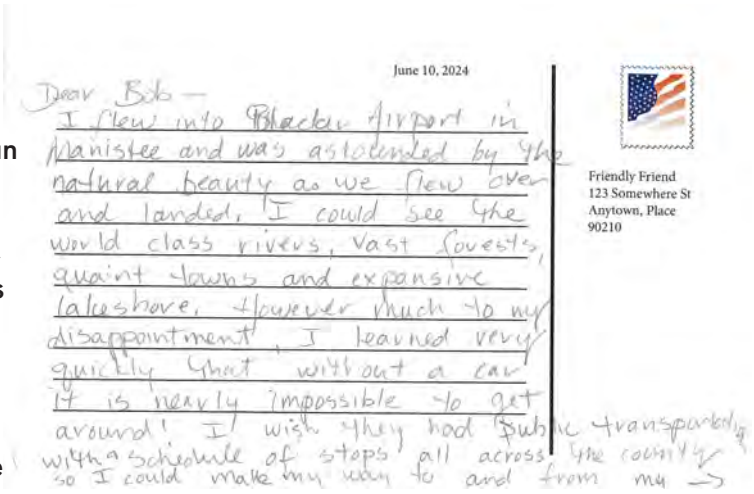 June 10, 2024
Dear Bob —
I flew into Blacker Airport in
Manistee and was astounded by the
natural beauty as we flew over
and landed. I could see the
world class rivers, vast forests,
quaint towns and expansive
lakeshore. However much to my
disappointment, I learned very
quickly that without a car
it is nearly impossible to get
around! I wish they had public transportation
with a schedule of stops all across the county
so I could make my way to and from my →
Friendly Friend
123 Somewhere St
Anytown, Place
90210